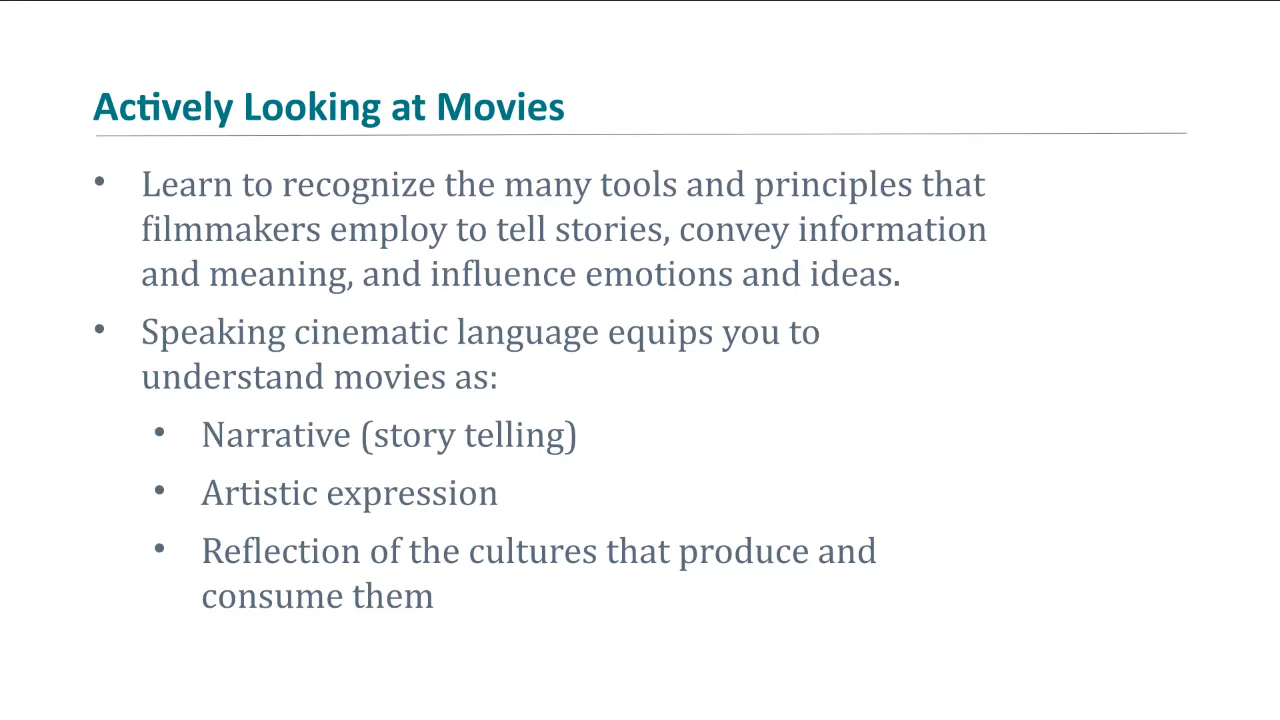 Actively Looking at Movies
• Learn to recognize the many tools and principles that
filmmakers employ to tell stories, convey information
and meaning, and influence emotions and ideas.
• Speaking cinematic language equips you to
understand movies as:
• Narrative (story telling)
• Artistic expression
• Reflection of the cultures that produce and
consume them